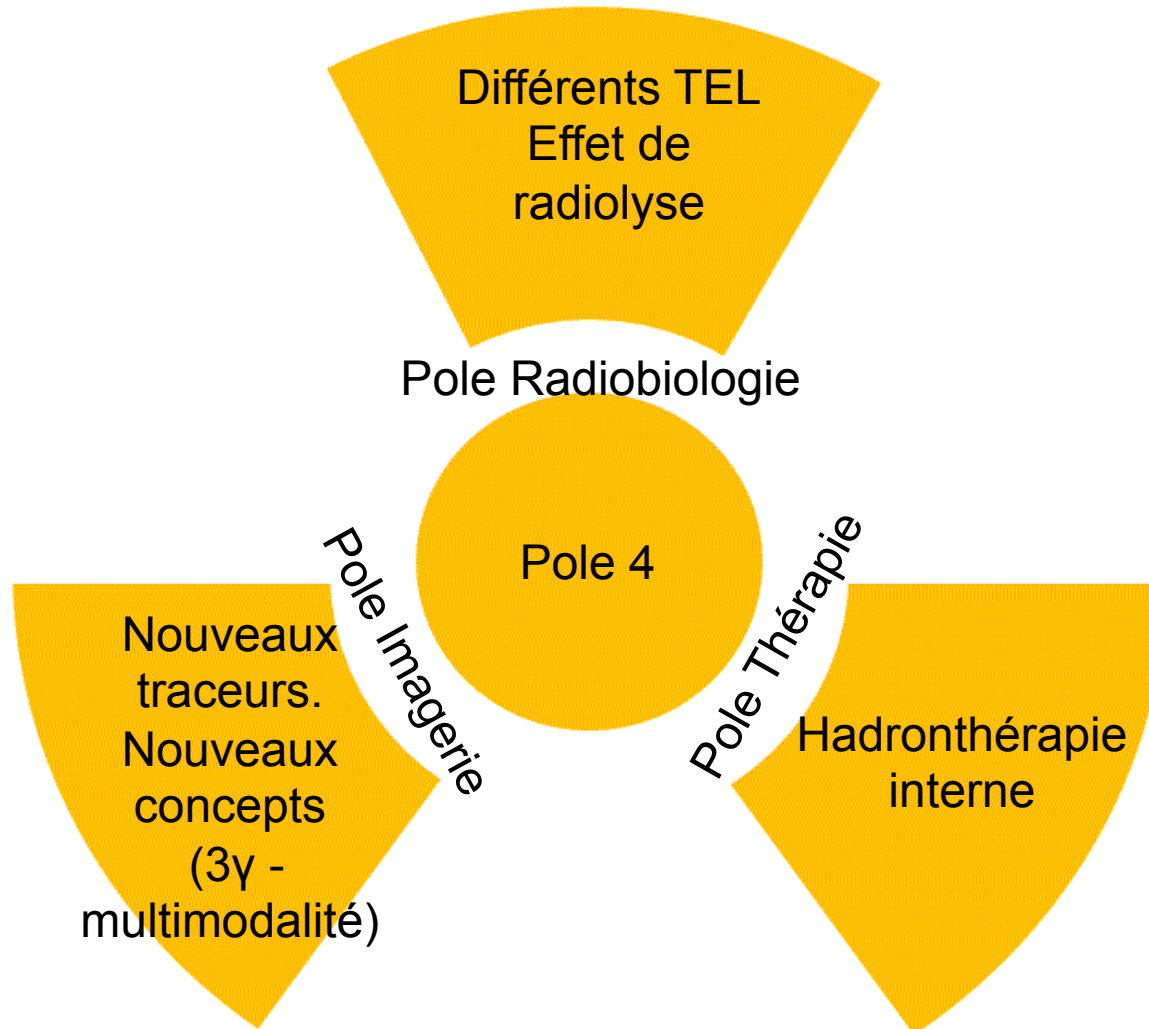 Différents TEL
Effet de
radiolyse
Pole Radiobiologie
Pole 4
Pole Imagerie
Pole Thérapie
Nouveaux
traceurs.
Nouveaux
concepts
(3γ -
multimodalité)
Hadronthérapie
interne